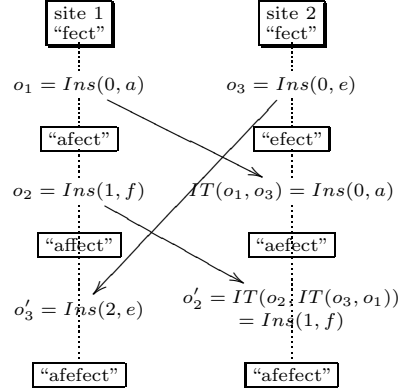 site 1 site 2
“fect” “fect”
o₁ = Ins(0, a) o₃ = Ins(0, e)
“afect” “efect”
o₂ = Ins(1, f) IT(o₁, o₃) = Ins(0, a)
“affect” “aefect”
o′₃ = Ins(2, e) o′₂ = IT(o₂, IT(o₃, o₁))
= Ins(1, f)
“afefect” “afefect”